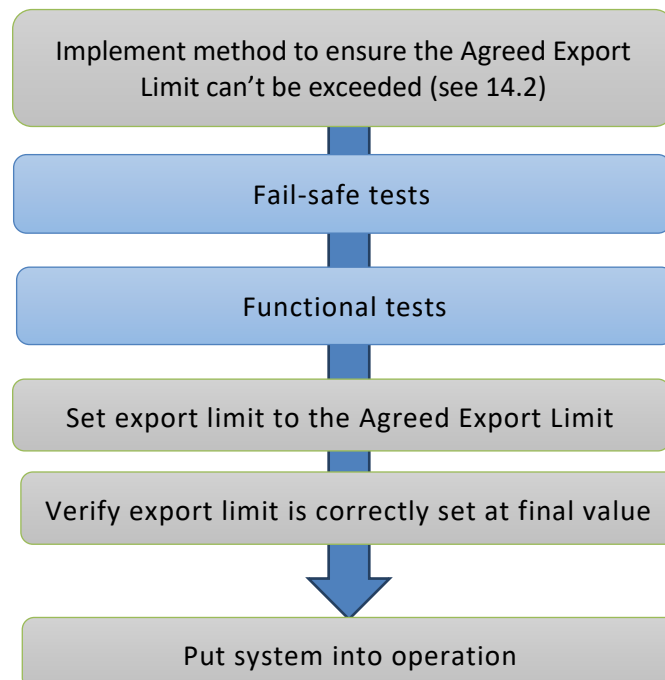 Implement method to ensure the Agreed Export
Limit can’t be exceeded (see 14.2)
Fail-safe tests
Functional tests
Set export limit to the Agreed Export Limit
Verify export limit is correctly set at final value
Put system into operation